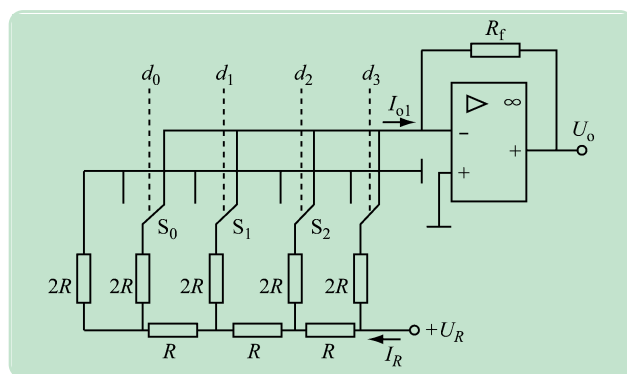 R_f
d_0 d_1 d_2 d_3
I_o1
▷ ∞
−
U_o
+
+
S_0 S_1 S_2
2R 2R 2R 2R 2R
+U_R
R R R
I_R